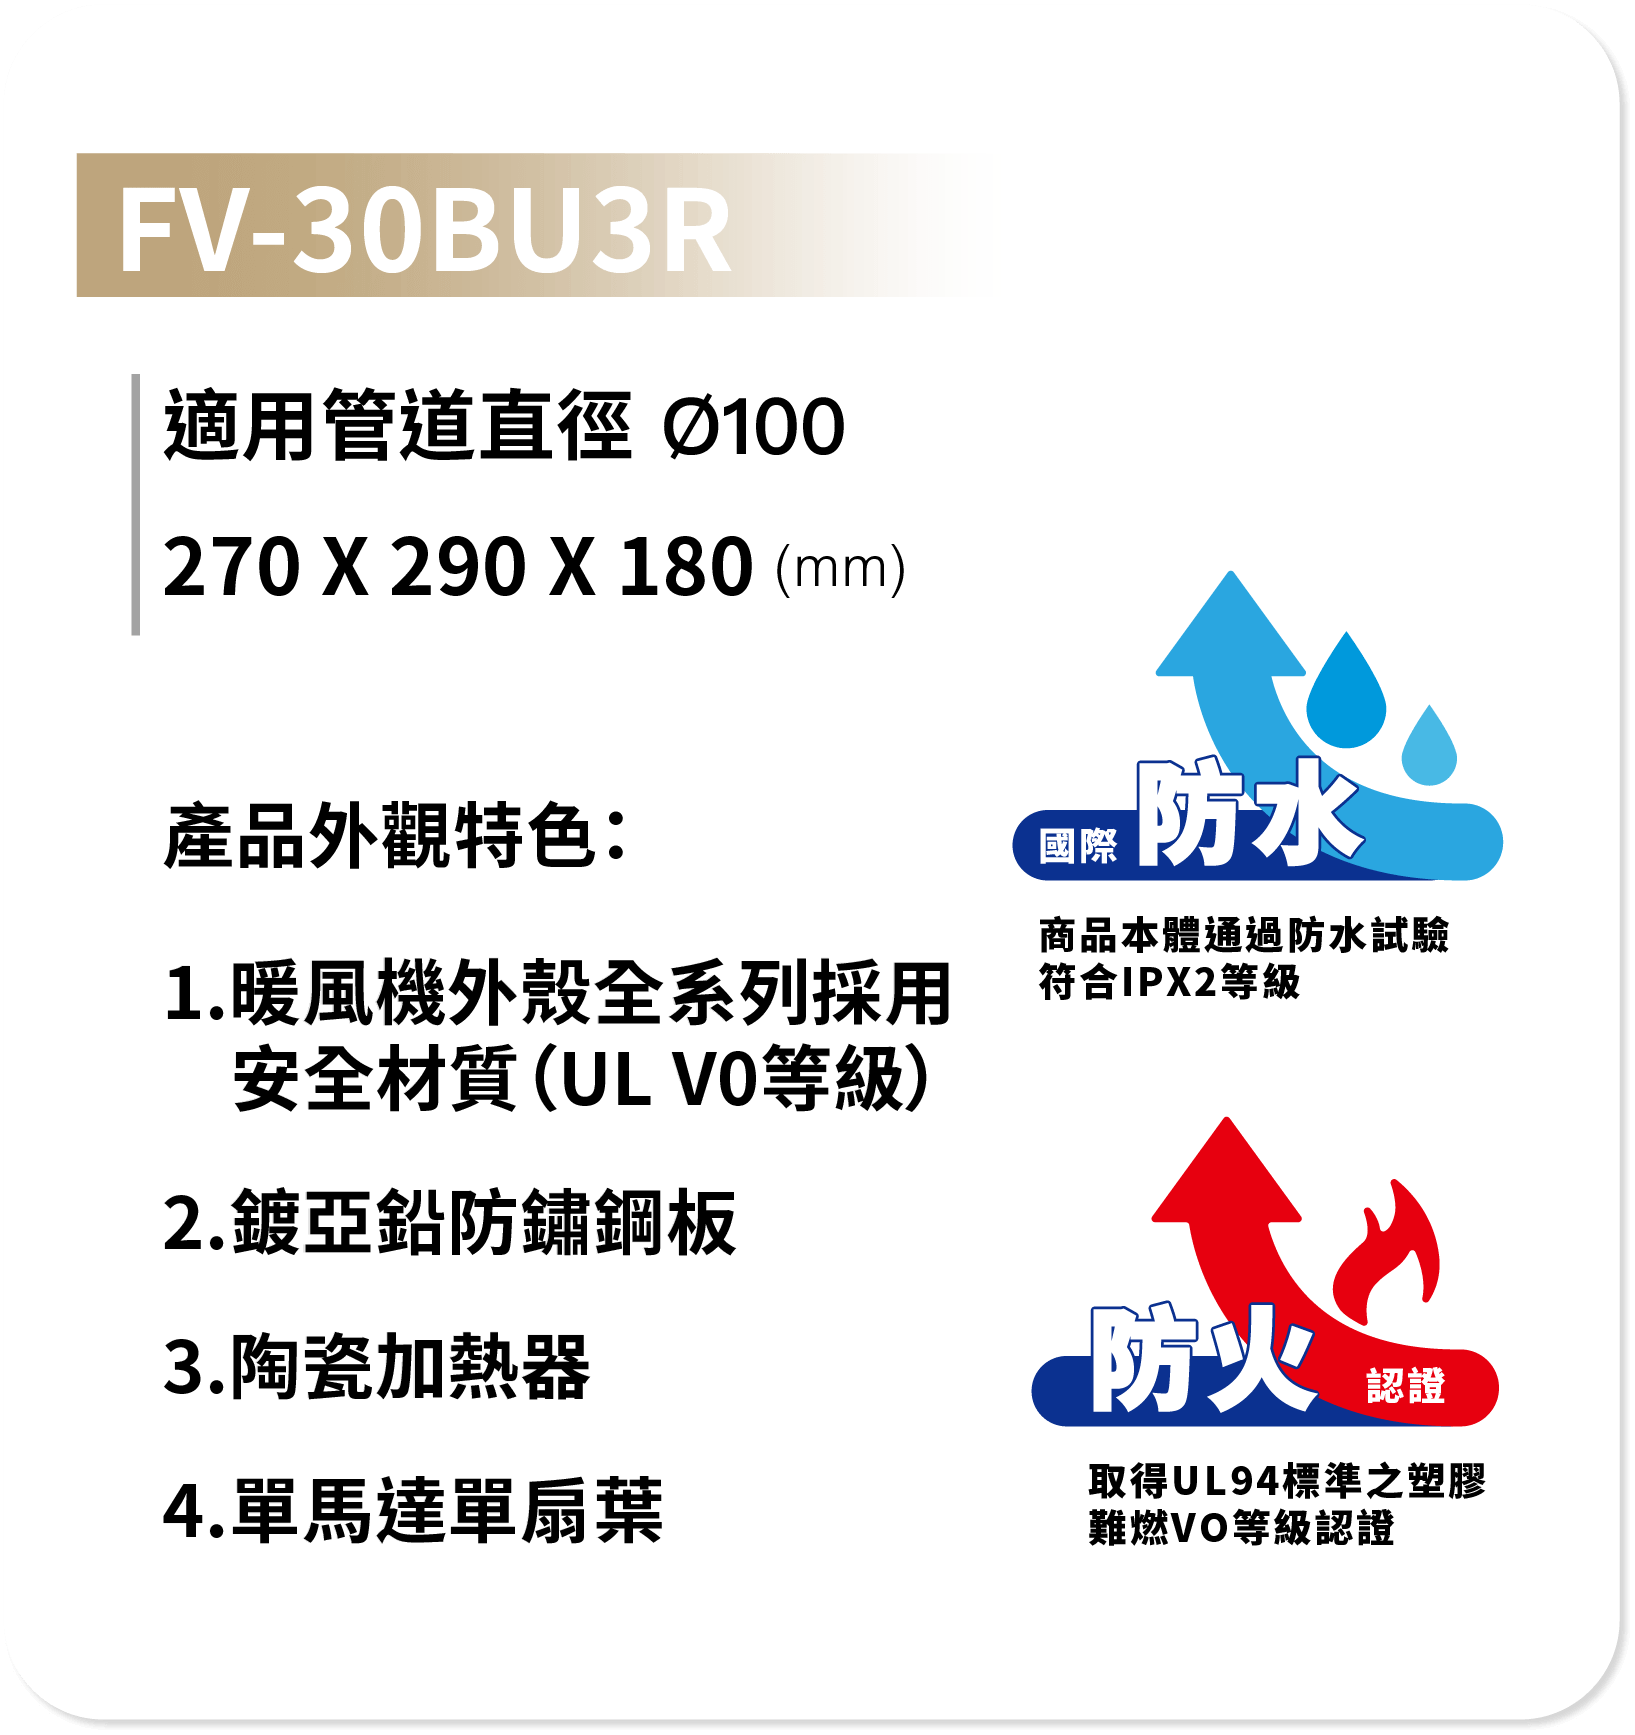 FV-30BU3R
適用管道直徑 Ø100
270 X 290 X 180 (mm)
產品外觀特色：
1.暖風機外殼全系列採用
安全材質（UL V0等級）
2.鍍亞鉛防鏽鋼板
3.陶瓷加熱器
4.單馬達單扇葉
國際 防水
商品本體通過防水試驗
符合IPX2等級
防火 認證
取得UL94標準之塑膠
難燃VO等級認證